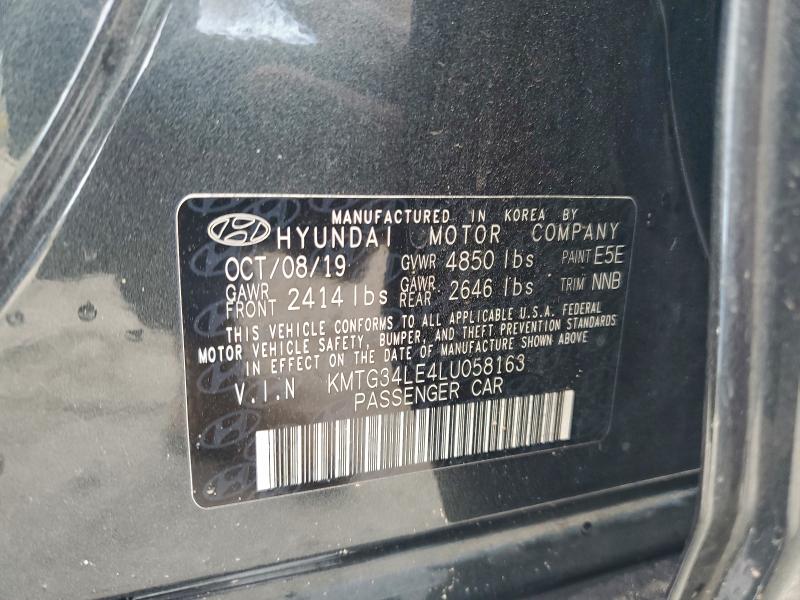 MANUFACTURED IN KOREA BY
HYUNDAI MOTOR COMPANY
OCT/08/19 GVWR 4850 lbs PAINT E5E
GAWR FRONT 2414 lbs GAWR REAR 2646 lbs TRIM NNB
THIS VEHICLE CONFORMS TO ALL APPLICABLE U.S.A. FEDERAL
MOTOR VEHICLE SAFETY, BUMPER, AND THEFT PREVENTION STANDARDS
IN EFFECT ON THE DATE OF MANUFACTURE SHOWN ABOVE
V.I.N KMTG34LE4LU058163
PASSENGER CAR